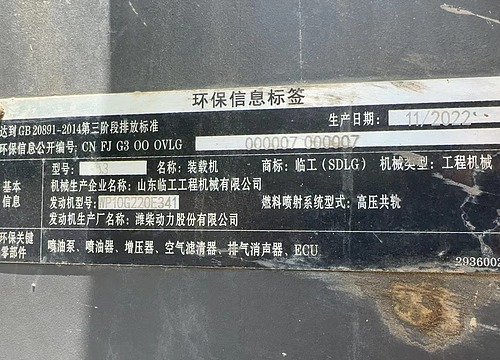 环保信息标签
生产日期: 11/2022
达到GB 20891-2014第三阶段排放标准
环保信息公开编号: CN FJ G3 00 OVLG 000007 000007
型号: 名称: 装载机 商标: 临工(SDLG) 机械类型: 工程机械
基本信息
机械生产企业名称: 山东临工工程机械有限公司
发动机型号: WP10G220E341 燃料喷射系统型式: 高压共轨
发动机生产厂名称: 潍柴动力股份有限公司
环保关键零部件
喷油泵、喷油器、增压器、空气滤清器、排气消声器、ECU
2936002